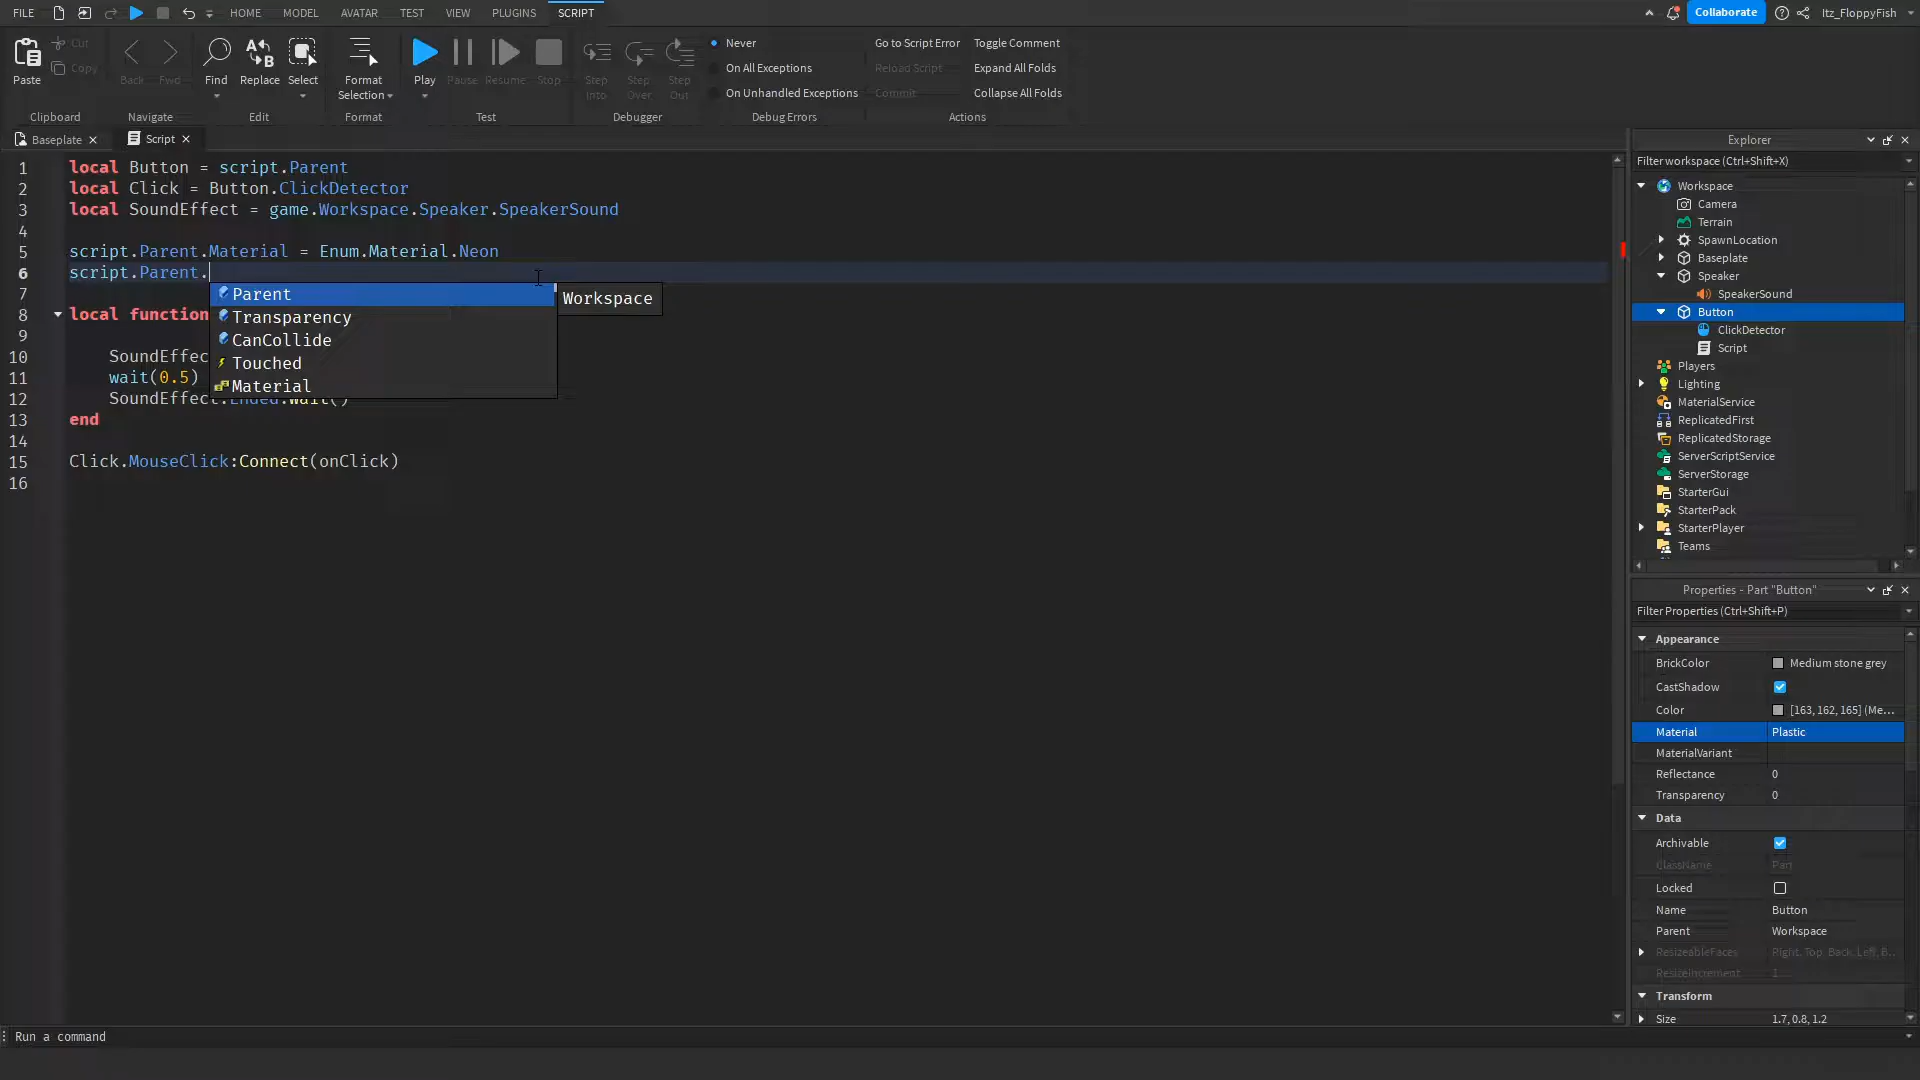 FILE HOME MODEL AVATAR TEST VIEW PLUGINS SCRIPT Collaborate Itz_FloppyFish
Paste Cut Copy
Clipboard
Back Fwd
Navigate
Find Replace Select
Edit
Format Selection
Format
Play Pause Resume Stop
Test
Step Into Step Over Step Out
Debugger
Never
On All Exceptions
On Unhandled Exceptions
Debug Errors
Go to Script Error Toggle Comment
Reload Script Expand All Folds
Commit Collapse All Folds
Actions
Baseplate Script
1 local Button = script.Parent
2 local Click = Button.ClickDetector
3 local SoundEffect = game.Workspace.Speaker.SpeakerSound
4
5 script.Parent.Material = Enum.Material.Neon
6 script.Parent.
7
8 local function
9
10 SoundEffec
11 wait(0.5)
12 SoundEffect.Ended:Wait()
13 end
14
15 Click.MouseClick:Connect(onClick)
16
Parent
Transparency
CanCollide
Touched
Material
Workspace
Explorer
Filter workspace (Ctrl+Shift+X)
Workspace
Camera
Terrain
SpawnLocation
Baseplate
Speaker
SpeakerSound
Button
ClickDetector
Script
Players
Lighting
MaterialService
ReplicatedFirst
ReplicatedStorage
ServerScriptService
ServerStorage
StarterGui
StarterPack
StarterPlayer
Teams
Properties - Part "Button"
Filter Properties (Ctrl+Shift+P)
Appearance
BrickColor Medium stone grey
CastShadow
Color [163, 162, 165] (Me...
Material Plastic
MaterialVariant
Reflectance 0
Transparency 0
Data
Archivable
ClassName Part
Locked
Name Button
Parent Workspace
ResizeableFaces Right, Top, Back, Left, B...
ResizeIncrement 1
Transform
Size 1.7, 0.8, 1.2
Run a command